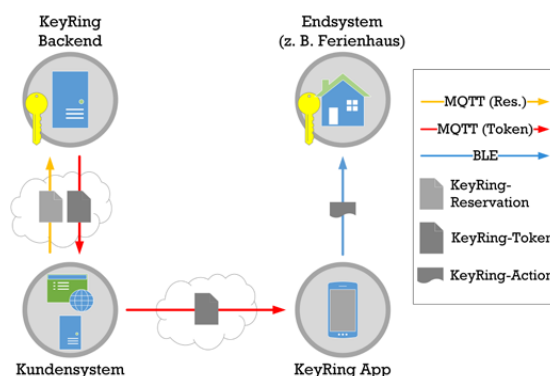 KeyRing
Backend
Endsystem
(z. B. Ferienhaus)
MQTT (Res.)
MQTT (Token)
BLE
KeyRing-
Reservation
KeyRing-Token
KeyRing-Action
Kundensystem
KeyRing App